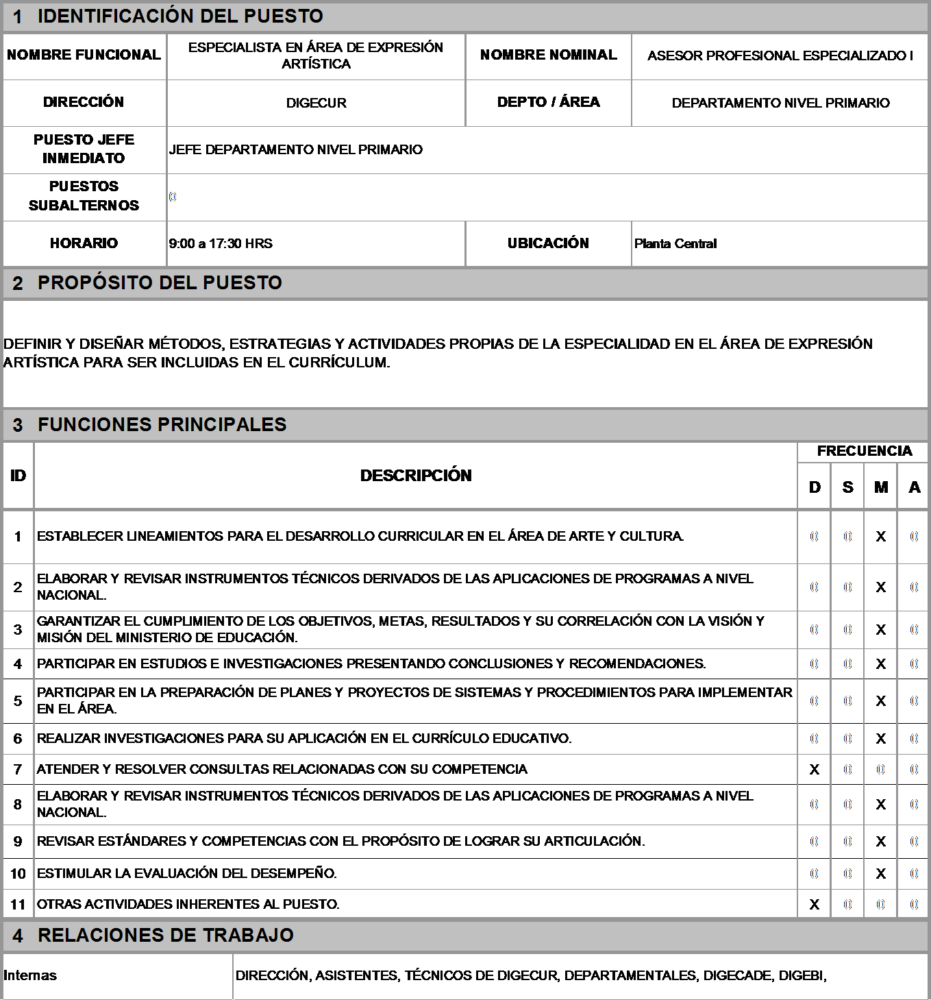 1 IDENTIFICACIÓN DEL PUESTO
NOMBRE FUNCIONAL
ESPECIALISTA EN ÁREA DE EXPRESIÓN
ARTÍSTICA
NOMBRE NOMINAL
ASESOR PROFESIONAL ESPECIALIZADO I
DIRECCIÓN
DIGECUR
DEPTO / ÁREA
DEPARTAMENTO NIVEL PRIMARIO
PUESTO JEFE
INMEDIATO
JEFE DEPARTAMENTO NIVEL PRIMARIO
PUESTOS
SUBALTERNOS
0
HORARIO
9:00 a 17:30 HRS
UBICACIÓN
Planta Central
2 PROPÓSITO DEL PUESTO
DEFINIR Y DISEÑAR MÉTODOS, ESTRATEGIAS Y ACTIVIDADES PROPIAS DE LA ESPECIALIDAD EN EL ÁREA DE EXPRESIÓN
ARTÍSTICA PARA SER INCLUIDAS EN EL CURRÍCULUM.
3 FUNCIONES PRINCIPALES
ID
DESCRIPCIÓN
FRECUENCIA
D S M A
1 ESTABLECER LINEAMIENTOS PARA EL DESARROLLO CURRICULAR EN EL ÁREA DE ARTE Y CULTURA. 0 0 X 0
2 ELABORAR Y REVISAR INSTRUMENTOS TÉCNICOS DERIVADOS DE LAS APLICACIONES DE PROGRAMAS A NIVEL
NACIONAL. 0 0 X 0
3 GARANTIZAR EL CUMPLIMIENTO DE LOS OBJETIVOS, METAS, RESULTADOS Y SU CORRELACIÓN CON LA VISIÓN Y
MISIÓN DEL MINISTERIO DE EDUCACIÓN. 0 0 X 0
4 PARTICIPAR EN ESTUDIOS E INVESTIGACIONES PRESENTANDO CONCLUSIONES Y RECOMENDACIONES. 0 0 X 0
5 PARTICIPAR EN LA PREPARACIÓN DE PLANES Y PROYECTOS DE SISTEMAS Y PROCEDIMIENTOS PARA IMPLEMENTAR
EN EL ÁREA. 0 0 X 0
6 REALIZAR INVESTIGACIONES PARA SU APLICACIÓN EN EL CURRÍCULO EDUCATIVO. 0 0 X 0
7 ATENDER Y RESOLVER CONSULTAS RELACIONADAS CON SU COMPETENCIA X 0 0 0
8 ELABORAR Y REVISAR INSTRUMENTOS TÉCNICOS DERIVADOS DE LAS APLICACIONES DE PROGRAMAS A NIVEL
NACIONAL. 0 0 X 0
9 REVISAR ESTÁNDARES Y COMPETENCIAS CON EL PROPÓSITO DE LOGRAR SU ARTICULACIÓN. 0 0 X 0
10 ESTIMULAR LA EVALUACIÓN DEL DESEMPEÑO. 0 0 X 0
11 OTRAS ACTIVIDADES INHERENTES AL PUESTO. X 0 0 0
4 RELACIONES DE TRABAJO
Internas
DIRECCIÓN, ASISTENTES, TÉCNICOS DE DIGECUR, DEPARTAMENTALES, DIGECADE, DIGEBI,